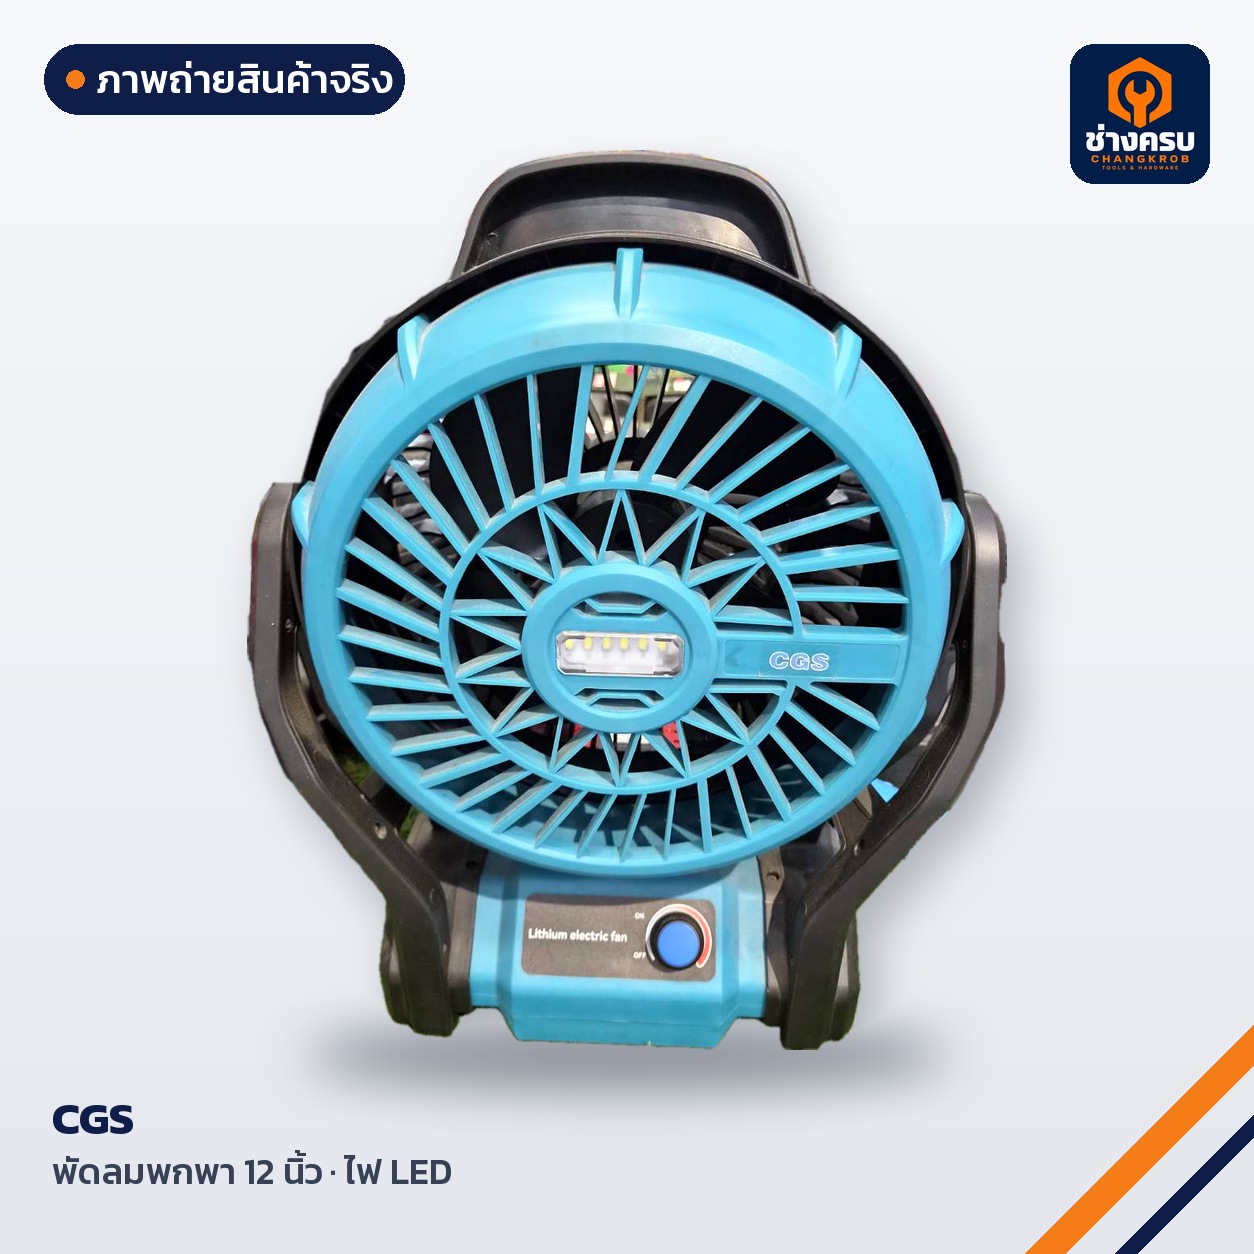 ภาพถ่ายสินค้าจริง
ช่างครบ
CHANGKROB
TOOLS & HARDWARE
CGS
ON
Lithium electric fan
OFF
CGS
พัดลมพกพา 12 นิ้ว · ไฟ LED